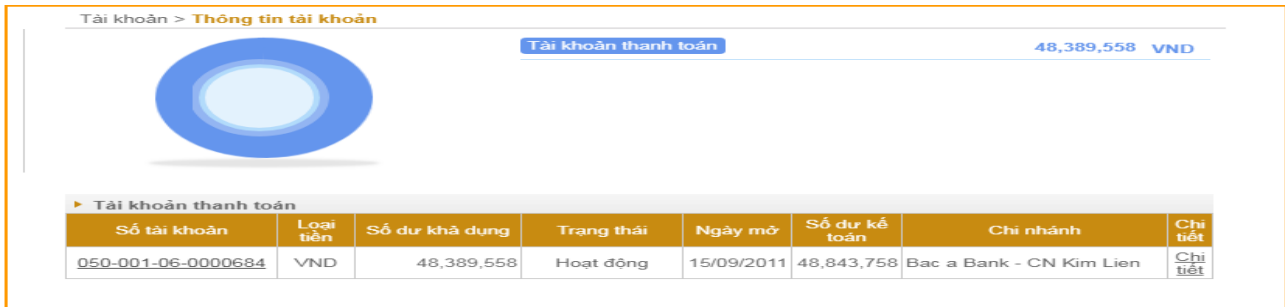 Tài khoản > Thông tin tài khoản
Tài khoản thanh toán 48,389,558 VND
Tài khoản thanh toán
Số tài khoản Loại tiền Số dư khả dụng Trạng thái Ngày mở Số dư kế toán Chi nhánh Chi tiết
050-001-06-0000684 VND 48,389,558 Hoạt động 15/09/2011 48,843,758 Bac a Bank - CN Kim Lien Chi tiết